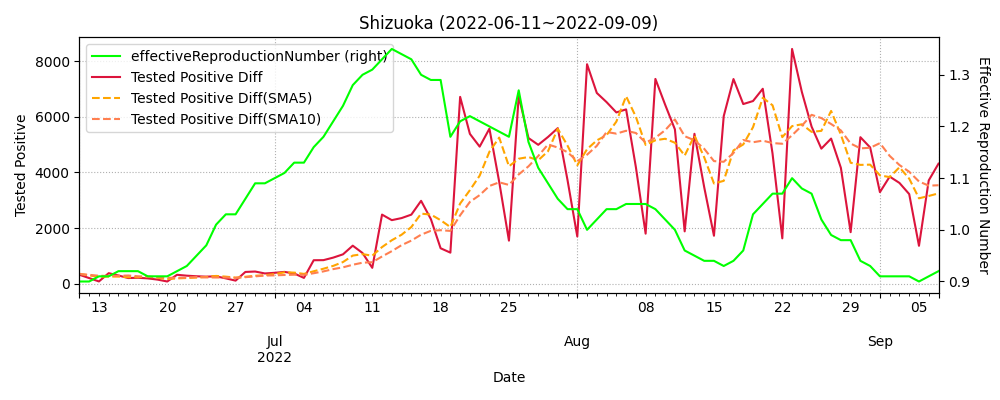 Shizuoka (2022-06-11~2022-09-09)
effectiveReproductionNumber (right)
Tested Positive Diff
Tested Positive Diff(SMA5)
Tested Positive Diff(SMA10)
Tested Positive
8000
6000
4000
2000
0
Effective Reproduction Number
1.3
1.2
1.1
1.0
0.9
13 20 27 04 11 18 25 08 15 22 29 05
Jul Aug Sep
2022
Date